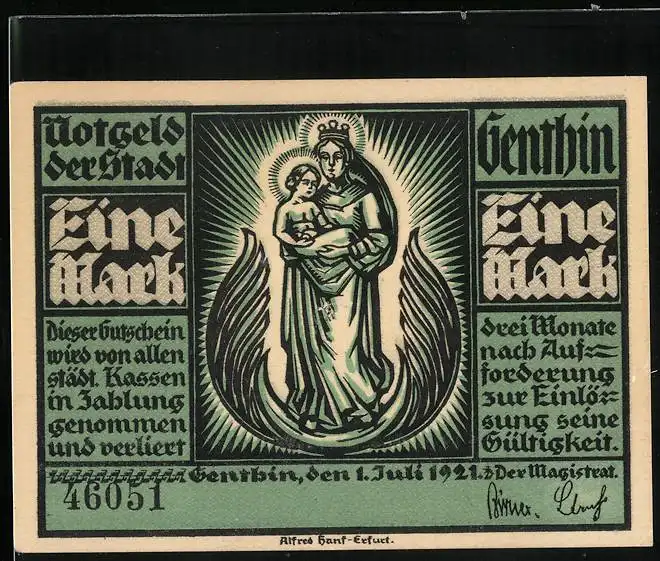 Notgeld
der Stadt
Genthin
Eine
Mark
Eine
Mark
Dieser Gutschein
wird von allen
städt. Kassen
in Zahlung
genommen
und verliert
drei Monate
nach Auf=
forderung
zur Einlö=
sung seine
Gültigkeit.
Genthin, den 1. Juli 1921. Der Magistrat.
46051
Alfred Hanf-Erfurt.